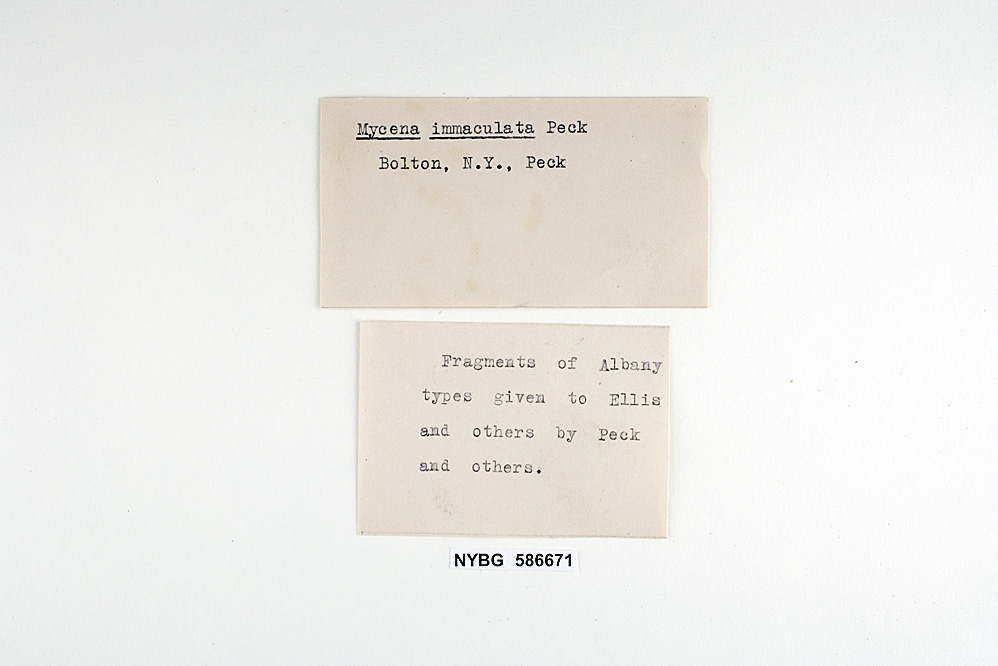 Mycena immaculata Peck
Bolton, N.Y., Peck
Fragments of Albany
types given to Ellis
and others by Peck
and others.
NYBG 586671